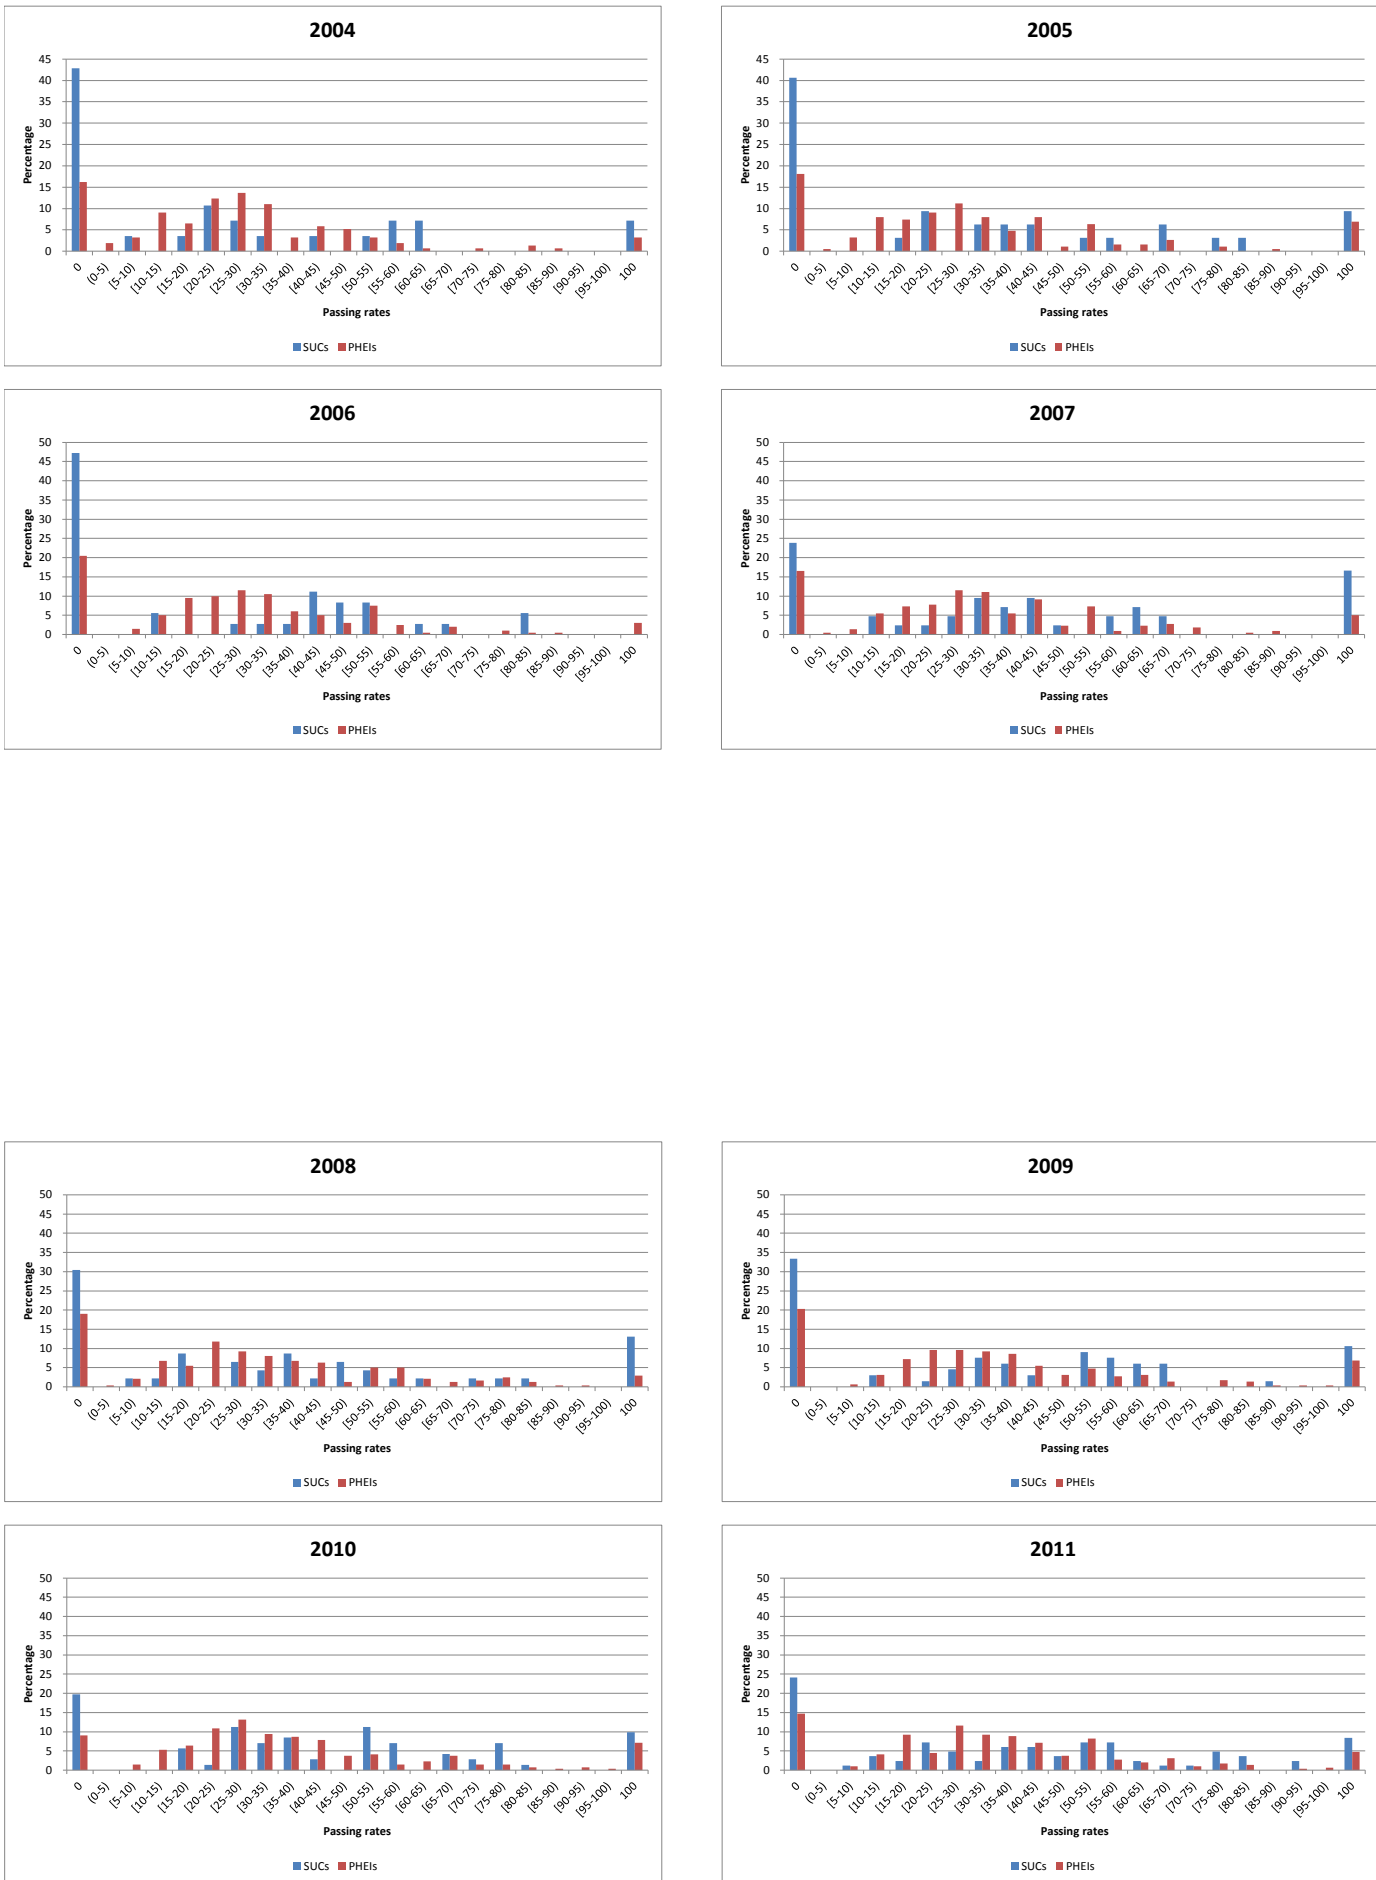 2004
45
40
35
30
25
20
15
10
5
0
Percentage
0 (0-5) [5-10) [10-15) [15-20) [20-25) [25-30) [30-35) [35-40) [40-45) [45-50) [50-55) [55-60) [60-65) [65-70) [70-75) [75-80) [80-85) [85-90) [90-95) [95-100) 100
Passing rates
SUCs PHEIs
2005
45
40
35
30
25
20
15
10
5
0
Percentage
0 (0-5) [5-10) [10-15) [15-20) [20-25) [25-30) [30-35) [35-40) [40-45) [45-50) [50-55) [55-60) [60-65) [65-70) [70-75) [75-80) [80-85) [85-90) [90-95) [95-100) 100
Passing rates
SUCs PHEIs
2006
50
45
40
35
30
25
20
15
10
5
0
Percentage
0 (0-5) [5-10) [10-15) [15-20) [20-25) [25-30) [30-35) [35-40) [40-45) [45-50) [50-55) [55-60) [60-65) [65-70) [70-75) [75-80) [80-85) [85-90) [90-95) [95-100) 100
Passing rates
SUCs PHEIs
2007
50
45
40
35
30
25
20
15
10
5
0
Percentage
0 (0-5) [5-10) [10-15) [15-20) [20-25) [25-30) [30-35) [35-40) [40-45) [45-50) [50-55) [55-60) [60-65) [65-70) [70-75) [75-80) [80-85) [85-90) [90-95) [95-100) 100
Passing rates
SUCs PHEIs
2008
50
45
40
35
30
25
20
15
10
5
0
Percentage
0 (0-5) [5-10) [10-15) [15-20) [20-25) [25-30) [30-35) [35-40) [40-45) [45-50) [50-55) [55-60) [60-65) [65-70) [70-75) [75-80) [80-85) [85-90) [90-95) [95-100) 100
Passing rates
SUCs PHEIs
2009
50
45
40
35
30
25
20
15
10
5
0
Percentage
0 (0-5) [5-10) [10-15) [15-20) [20-25) [25-30) [30-35) [35-40) [40-45) [45-50) [50-55) [55-60) [60-65) [65-70) [70-75) [75-80) [80-85) [85-90) [90-95) [95-100) 100
Passing rates
SUCs PHEIs
2010
50
45
40
35
30
25
20
15
10
5
0
Percentage
0 (0-5) [5-10) [10-15) [15-20) [20-25) [25-30) [30-35) [35-40) [40-45) [45-50) [50-55) [55-60) [60-65) [65-70) [70-75) [75-80) [80-85) [85-90) [90-95) [95-100) 100
Passing rates
SUCs PHEIs
2011
50
45
40
35
30
25
20
15
10
5
0
Percentage
0 (0-5) [5-10) [10-15) [15-20) [20-25) [25-30) [30-35) [35-40) [40-45) [45-50) [50-55) [55-60) [60-65) [65-70) [70-75) [75-80) [80-85) [85-90) [90-95) [95-100) 100
Passing rates
SUCs PHEIs